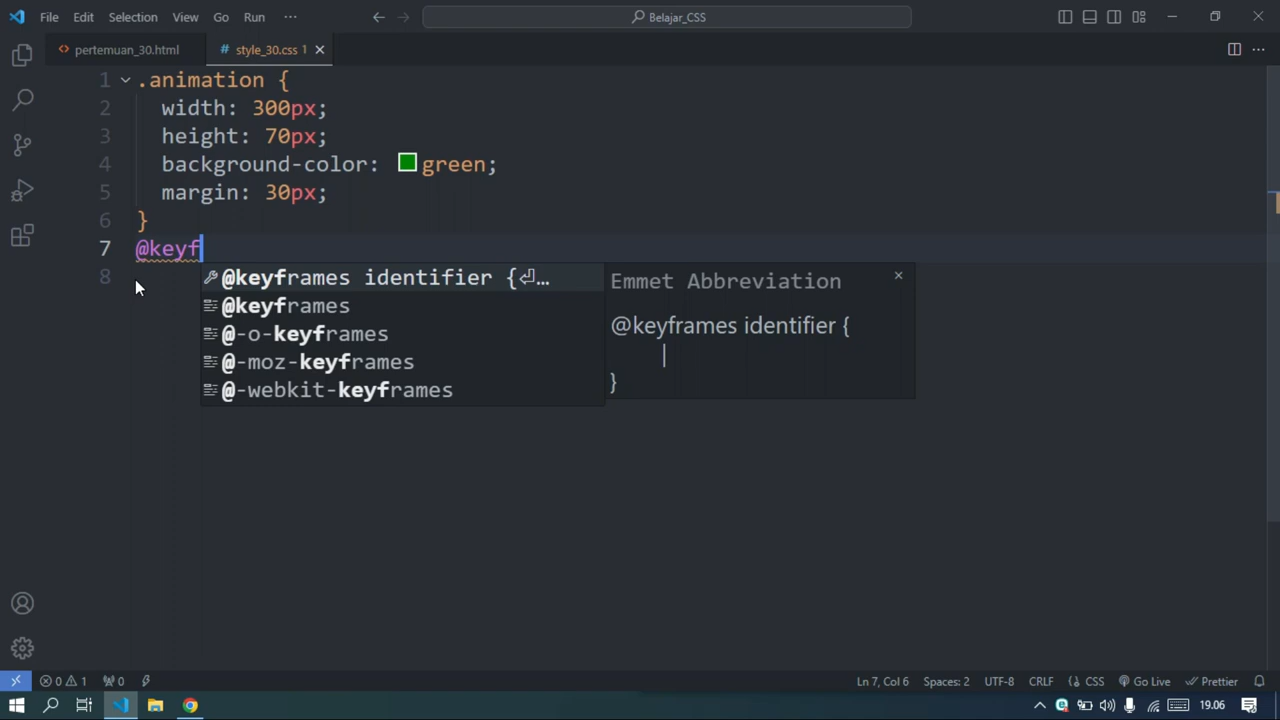 File Edit Selection View Go Run ··· Belajar_CSS
pertemuan_30.html # style_30.css 1
1 .animation {
2 width: 300px;
3 height: 70px;
4 background-color: green;
5 margin: 30px;
6 }
7 @keyf
8
@keyframes identifier {⏎…
@keyframes
@-o-keyframes
@-moz-keyframes
@-webkit-keyframes
Emmet Abbreviation
@keyframes identifier {
|
}
0 1 0 Ln 7, Col 6 Spaces: 2 UTF-8 CRLF CSS Go Live Prettier
19.06